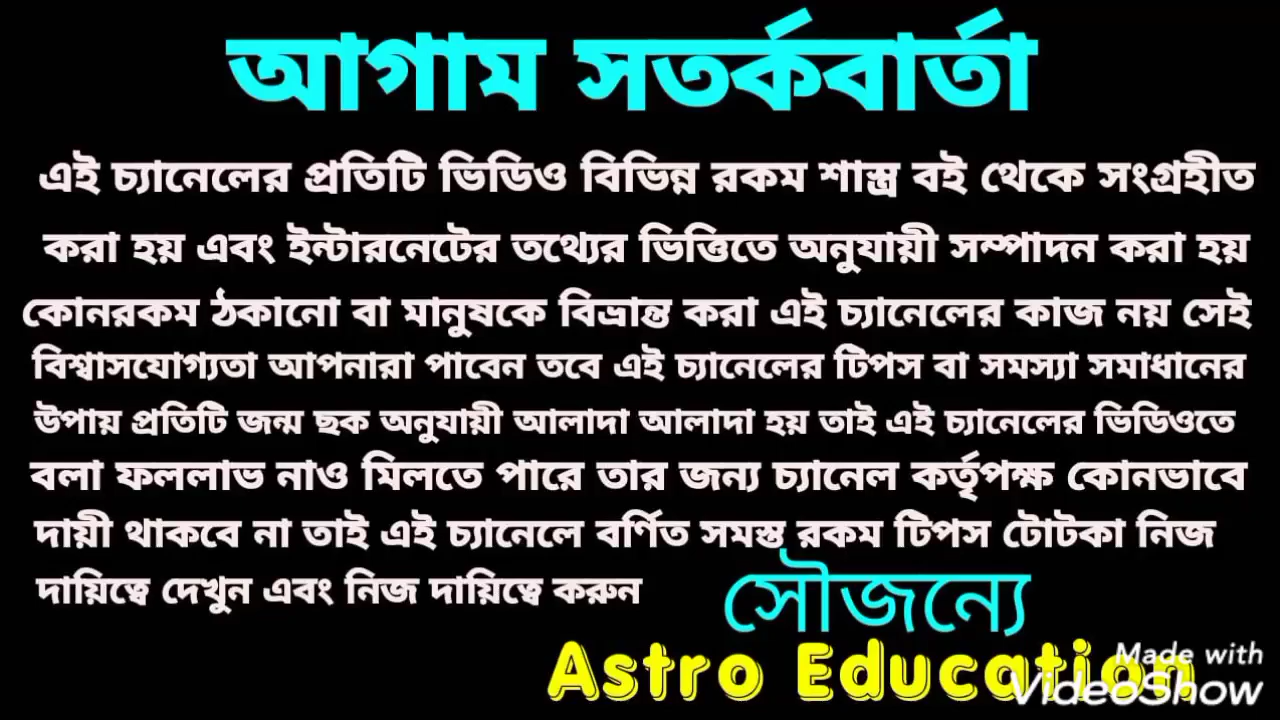 আগাম সতর্কবার্তা
এই চ্যানেলের প্রতিটি ভিডিও বিভিন্ন রকম শাস্ত্র বই থেকে সংগ্রহীত
করা হয় এবং ইন্টারনেটের তথ্যের ভিত্তিতে অনুযায়ী সম্পাদন করা হয়
কোনরকম ঠকানো বা মানুষকে বিভ্রান্ত করা এই চ্যানেলের কাজ নয় সেই
বিশ্বাসযোগ্যতা আপনারা পাবেন তবে এই চ্যানেলের টিপস বা সমস্যা সমাধানের
উপায় প্রতিটি জন্ম ছক অনুযায়ী আলাদা আলাদা হয় তাই এই চ্যানেলের ভিডিওতে
বলা ফললাভ নাও মিলতে পারে তার জন্য চ্যানেল কর্তৃপক্ষ কোনভাবে
দায়ী থাকবে না তাই এই চ্যানেলে বর্ণিত সমস্ত রকম টিপস টোটকা নিজ
দায়িত্বে দেখুন এবং নিজ দায়িত্বে করুন
সৌজন্যে
Astro Education
Made with
VideoShow